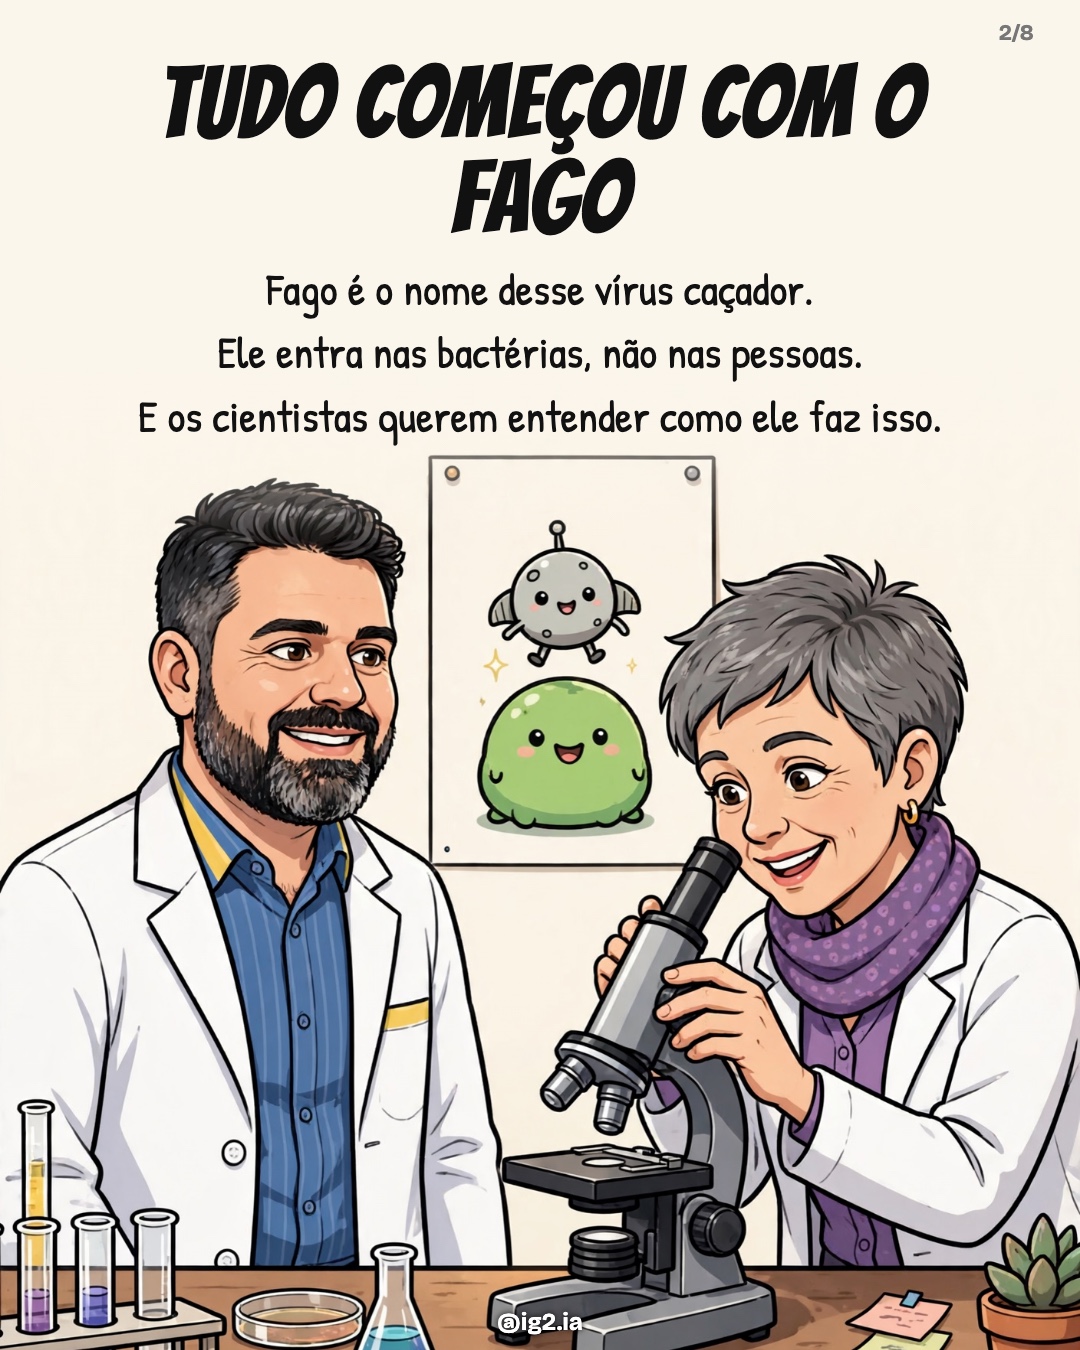 2/8
TUDO COMEÇOU COM O
FAGO
Fago é o nome desse vírus caçador.
Ele entra nas bactérias, não nas pessoas.
E os cientistas querem entender como ele faz isso.
@ig2.ia